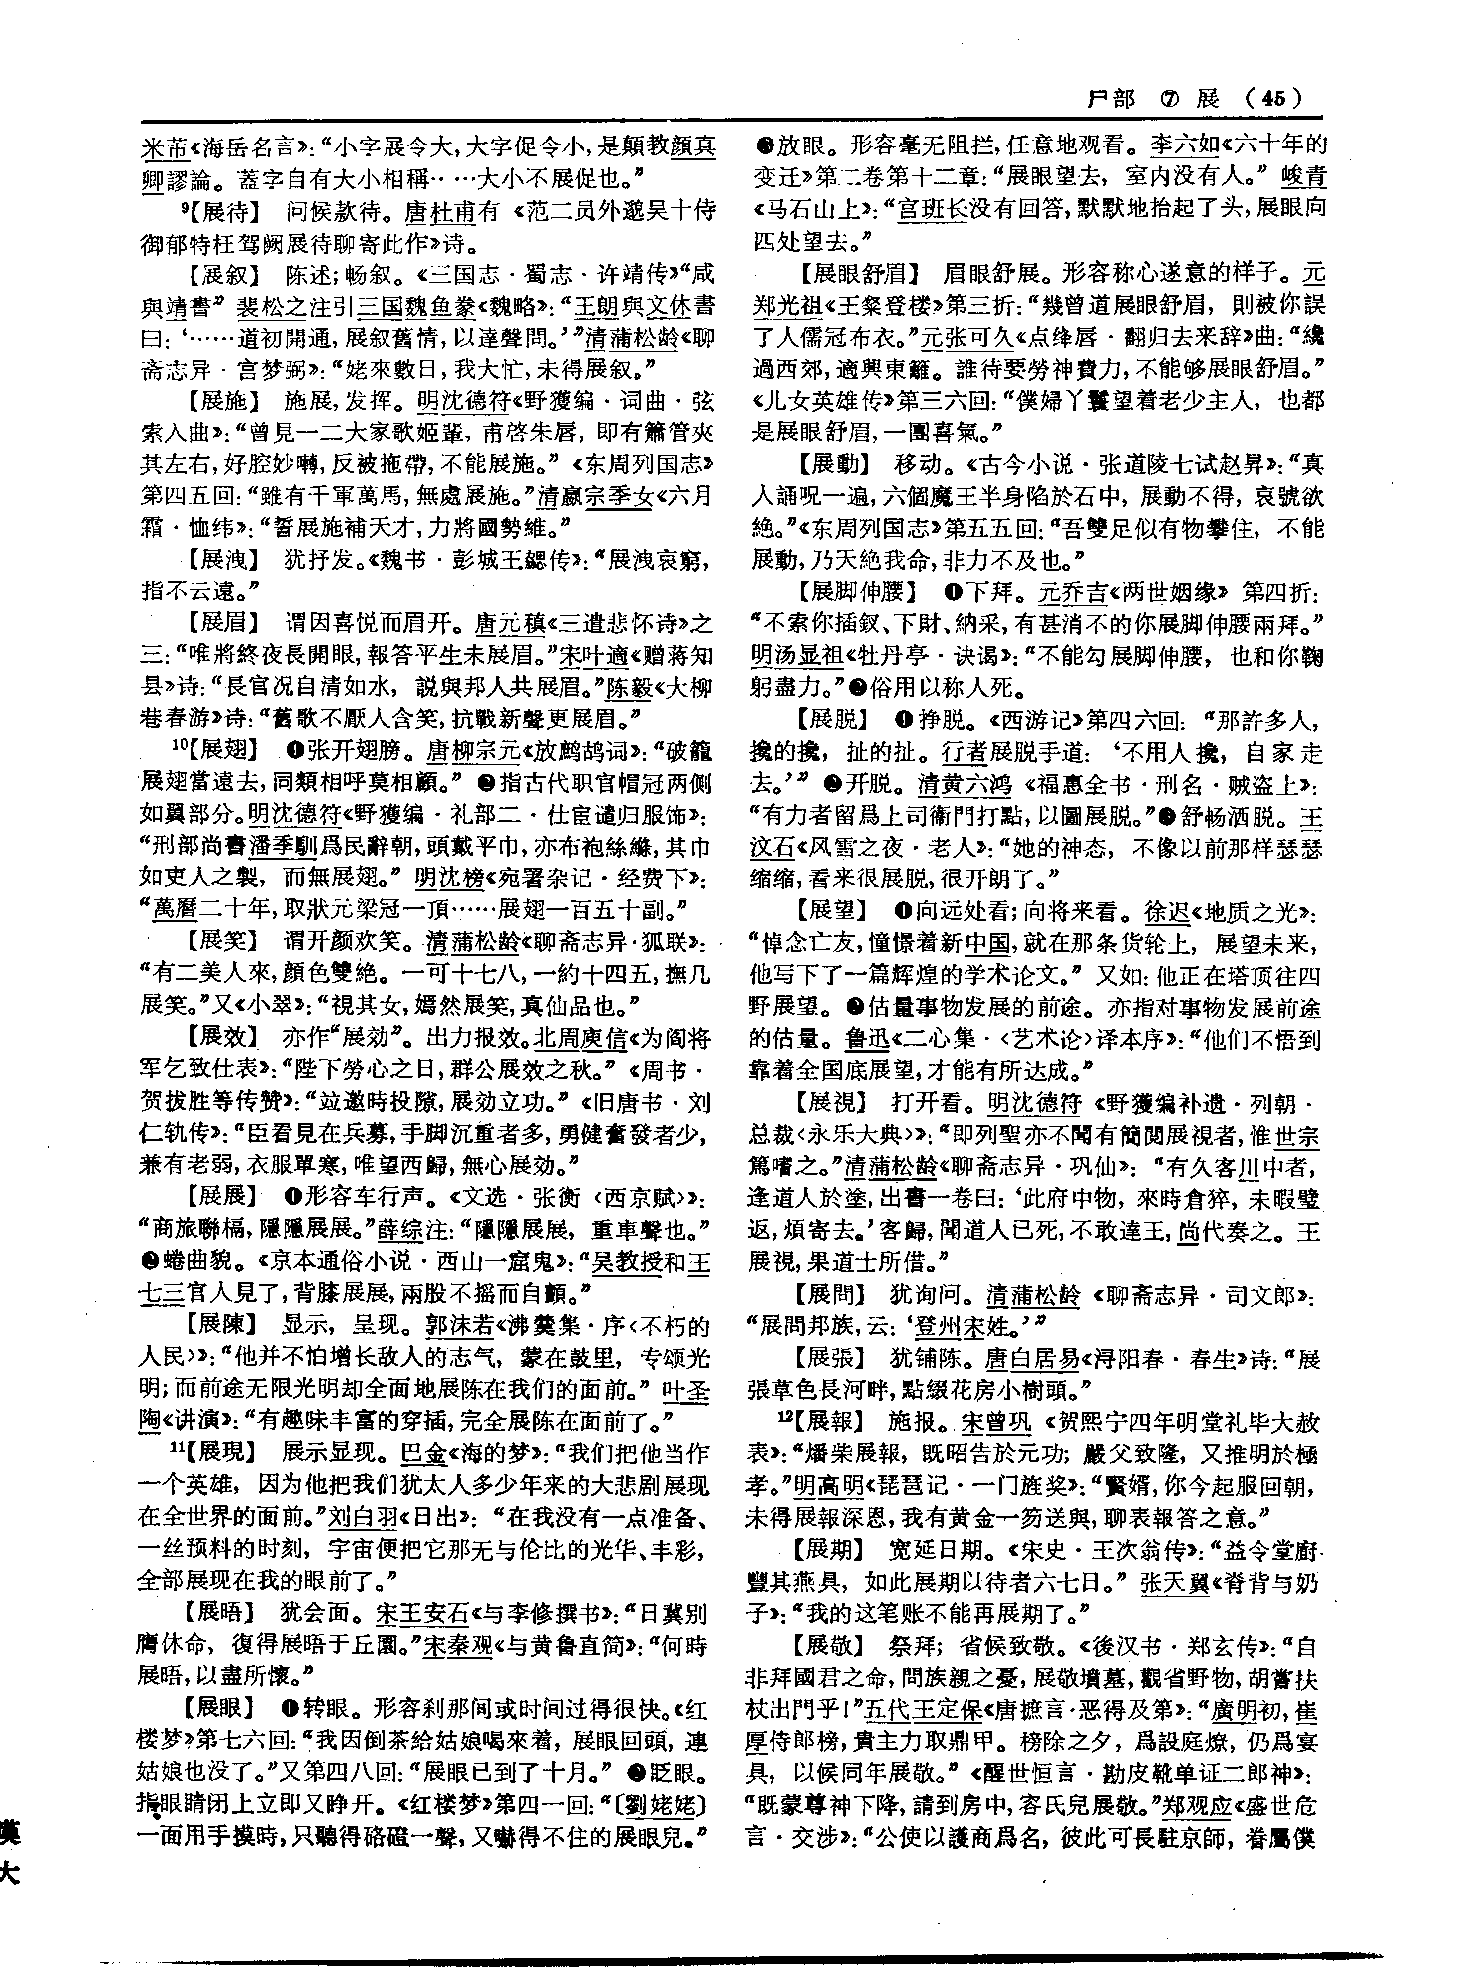 尸部 ⑦ 展 (45)
米芾《海岳名言》：“小字展令大，大字促令小，是顛教顔真
卿謬論。蓋字自有大小相稱……大小不展促也。”
⁹【展待】 问候款待。唐杜甫有《范二员外邈吴十侍
御郁特枉驾阙展待聊寄此作》诗。
【展叙】 陈述；畅叙。《三国志·蜀志·许靖传》“咸
與靖書” 裴松之注引三国魏鱼豢《魏略》：“王朗與文休書
曰：‘……道初開通，展叙舊情，以達聲問。’”清蒲松龄《聊
斋志异·宫梦弼》：“姥來數日，我大忙，未得展叙。”
【展施】 施展，发挥。明沈德符《野獲编·词曲·弦
索入曲》：“曾見一二大家歌姬輩，甫啓朱唇，即有簫管夾
其左右，好腔妙囀，反被拖帶，不能展施。”《东周列国志》
第四五回：“雖有千軍萬馬，無處展施。”清嬴宗季女《六月
霜·恤纬》：“誓展施補天才，力將國勢維。”
【展洩】 犹抒发。《魏书·彭城王勰传》：“展洩哀窮，
指不云遠。”
【展眉】 谓因喜悦而眉开。唐元稹《三遣悲怀诗》之
三：“唯將終夜長開眼，報答平生未展眉。”宋叶適《赠蒋知
县》诗：“長官况自清如水，説與邦人共展眉。”陈毅《大柳
巷春游》诗：“舊歌不厭人含笑，抗戰新聲更展眉。”
¹⁰【展翅】 ❶张开翅膀。唐柳宗元《放鹧鸪词》：“破籠
展翅當遠去，同類相呼莫相顧。” ❷指古代职官帽冠两侧
如翼部分。明沈德符《野獲编·礼部二·仕宦谴归服饰》：
“刑部尚書潘季馴爲民辭朝，頭戴平巾，亦布袍絲縧，其巾
如吏人之製，而無展翅。” 明沈榜《宛署杂记·经费下》：
“萬曆二十年，取狀元梁冠一頂……展翅一百五十副。”
【展笑】 谓开颜欢笑。清蒲松龄《聊斋志异·狐联》：
“有二美人來，顔色雙絶。一可十七八，一約十四五，撫几
展笑。”又《小翠》：“視其女，嫣然展笑，真仙品也。”
【展效】 亦作“展効”。出力报效。北周庾信《为阎将
军乞致仕表》：“陛下勞心之日，群公展效之秋。”《周书·
贺拔胜等传赞》：“竝邀時投隙，展効立功。”《旧唐书·刘
仁轨传》：“臣看見在兵募，手脚沉重者多，勇健奮發者少，
兼有老弱，衣服單寒，唯望西歸，無心展効。”
【展展】 ❶形容车行声。《文选·张衡〈西京赋〉》：
“商旅聯槅，隱隱展展。”薛综注：“隱隱展展，重車聲也。”
❷蜷曲貌。《京本通俗小说·西山一窟鬼》：“吴教授和王
七三官人見了，背膝展展，兩股不摇而自顫。”
【展陳】 显示，呈现。郭沫若《沸羹集·序〈不朽的
人民〉》：“他并不怕增长敌人的志气，蒙在鼓里，专颂光
明；而前途无限光明却全面地展陈在我们的面前。” 叶圣
陶《讲演》：“有趣味丰富的穿插，完全展陈在面前了。”
¹¹【展現】 展示显现。巴金《海的梦》：“我们把他当作
一个英雄，因为他把我们犹太人多少年来的大悲剧展现
在全世界的面前。”刘白羽《日出》：“在我没有一点准备、
一丝预料的时刻，宇宙便把它那无与伦比的光华、丰彩，
全部展现在我的眼前了。”
【展晤】 犹会面。宋王安石《与李修撰书》：“日冀别
膺休命，復得展晤于丘園。”宋秦观《与黄鲁直简》：“何時
展晤，以盡所懷。”
【展眼】 ❶转眼。形容刹那间或时间过得很快。《红
楼梦》第七六回：“我因倒茶给姑娘喝來着，展眼回頭，連
姑娘也没了。”又第四八回：“展眼已到了十月。” ❷眨眼。
指眼睛闭上立即又睁开。《红楼梦》第四一回：“〔劉姥姥〕
一面用手摸時，只聽得硌磴一聲，又嚇得不住的展眼兒。”
❸放眼。形容毫无阻拦，任意地观看。李六如《六十年的
变迁》第二卷第十二章：“展眼望去，室内没有人。” 峻青
《马石山上》：“宫班长没有回答，默默地抬起了头，展眼向
四处望去。”
【展眼舒眉】 眉眼舒展。形容称心遂意的样子。元
郑光祖《王粲登楼》第三折：“幾曾道展眼舒眉，則被你誤
了人儒冠布衣。”元张可久《点绛唇·翻归去来辞》曲：“纔
過西郊，適興東籬。誰待要勞神費力，不能够展眼舒眉。”
《儿女英雄传》第三六回：“僕婦丫鬟望着老少主人，也都
是展眼舒眉，一團喜氣。”
【展動】 移动。《古今小说·张道陵七试赵昇》：“真
人誦呪一遍，六個魔王半身陷於石中，展動不得，哀號欲
絶。”《东周列国志》第五五回：“吾雙足似有物攀住，不能
展動，乃天絶我命，非力不及也。”
【展脚伸腰】 ❶下拜。元乔吉《两世姻缘》 第四折：
“不索你插釵、下財、納采，有甚消不的你展脚伸腰兩拜。”
明汤显祖《牡丹亭·诀谒》：“不能勾展脚伸腰，也和你鞠
躬盡力。”❷俗用以称人死。
【展脱】 ❶挣脱。《西游记》第四六回：“那許多人，
攙的攙，扯的扯。行者展脱手道：‘不用人攙，自家走
去。’” ❷开脱。清黄六鸿《福惠全书·刑名·贼盗上》：
“有力者留爲上司衙門打點，以圖展脱。”❸舒畅洒脱。王
汶石《风雪之夜·老人》：“她的神态，不像以前那样瑟瑟
缩缩，看来很展脱，很开朗了。”
【展望】 ❶向远处看；向将来看。徐迟《地质之光》：
“悼念亡友，憧憬着新中国，就在那条货轮上，展望未来，
他写下了一篇辉煌的学术论文。” 又如：他正在塔顶往四
野展望。❷估量事物发展的前途。亦指对事物发展前途
的估量。鲁迅《二心集·〈艺术论〉译本序》：“他们不悟到
靠着全国底展望，才能有所达成。”
【展視】 打开看。明沈德符《野獲编补遗·列朝·
总裁〈永乐大典〉》：“即列聖亦不聞有簡閲展視者，惟世宗
篤嗜之。”清蒲松龄《聊斋志异·巩仙》：“有久客川中者，
逢道人於塗，出書一卷曰：‘此府中物，來時倉猝，未暇璧
返，煩寄去。’客歸，聞道人已死，不敢達王，尚代奏之。王
展視，果道士所借。”
【展問】 犹询问。清蒲松龄《聊斋志异·司文郎》：
“展問邦族，云：‘登州宋姓。’”
【展張】 犹铺陈。唐白居易《浔阳春·春生》诗：“展
張草色長河畔，點綴花房小樹頭。”
¹²【展報】 施报。宋曾巩《贺熙宁四年明堂礼毕大赦
表》：“燔柴展報，既昭告於元功；嚴父致隆，又推明於極
孝。”明高明《琵琶记·一门旌奖》：“賢婿，你今起服回朝，
未得展報深恩，我有黄金一笏送與，聊表報答之意。”
【展期】 宽延日期。《宋史·王次翁传》：“益令堂廚
豐其燕具，如此展期以待者六七日。” 张天翼《脊背与奶
子》：“我的这笔账不能再展期了。”
【展敬】 祭拜；省候致敬。《後汉书·郑玄传》：“自
非拜國君之命，問族親之憂，展敬墳墓，觀省野物，胡嘗扶
杖出門乎！”五代王定保《唐摭言·恶得及第》：“廣明初，崔
厚侍郎榜，貴主力取鼎甲。榜除之夕，爲設庭燎，仍爲宴
具，以候同年展敬。”《醒世恒言·勘皮靴单证二郎神》：
“既蒙尊神下降，請到房中，容氏兒展敬。”郑观应《盛世危
言·交涉》：“公使以護商爲名，彼此可長駐京師，眷屬僕
大